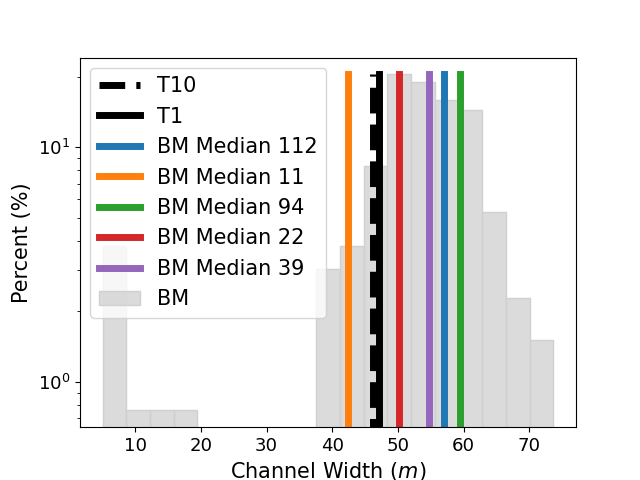 T10
T1
BM Median 112
BM Median 11
BM Median 94
BM Median 22
BM Median 39
BM
Percent (%)
10¹
10⁰
10 20 30 40 50 60 70
Channel Width (m)